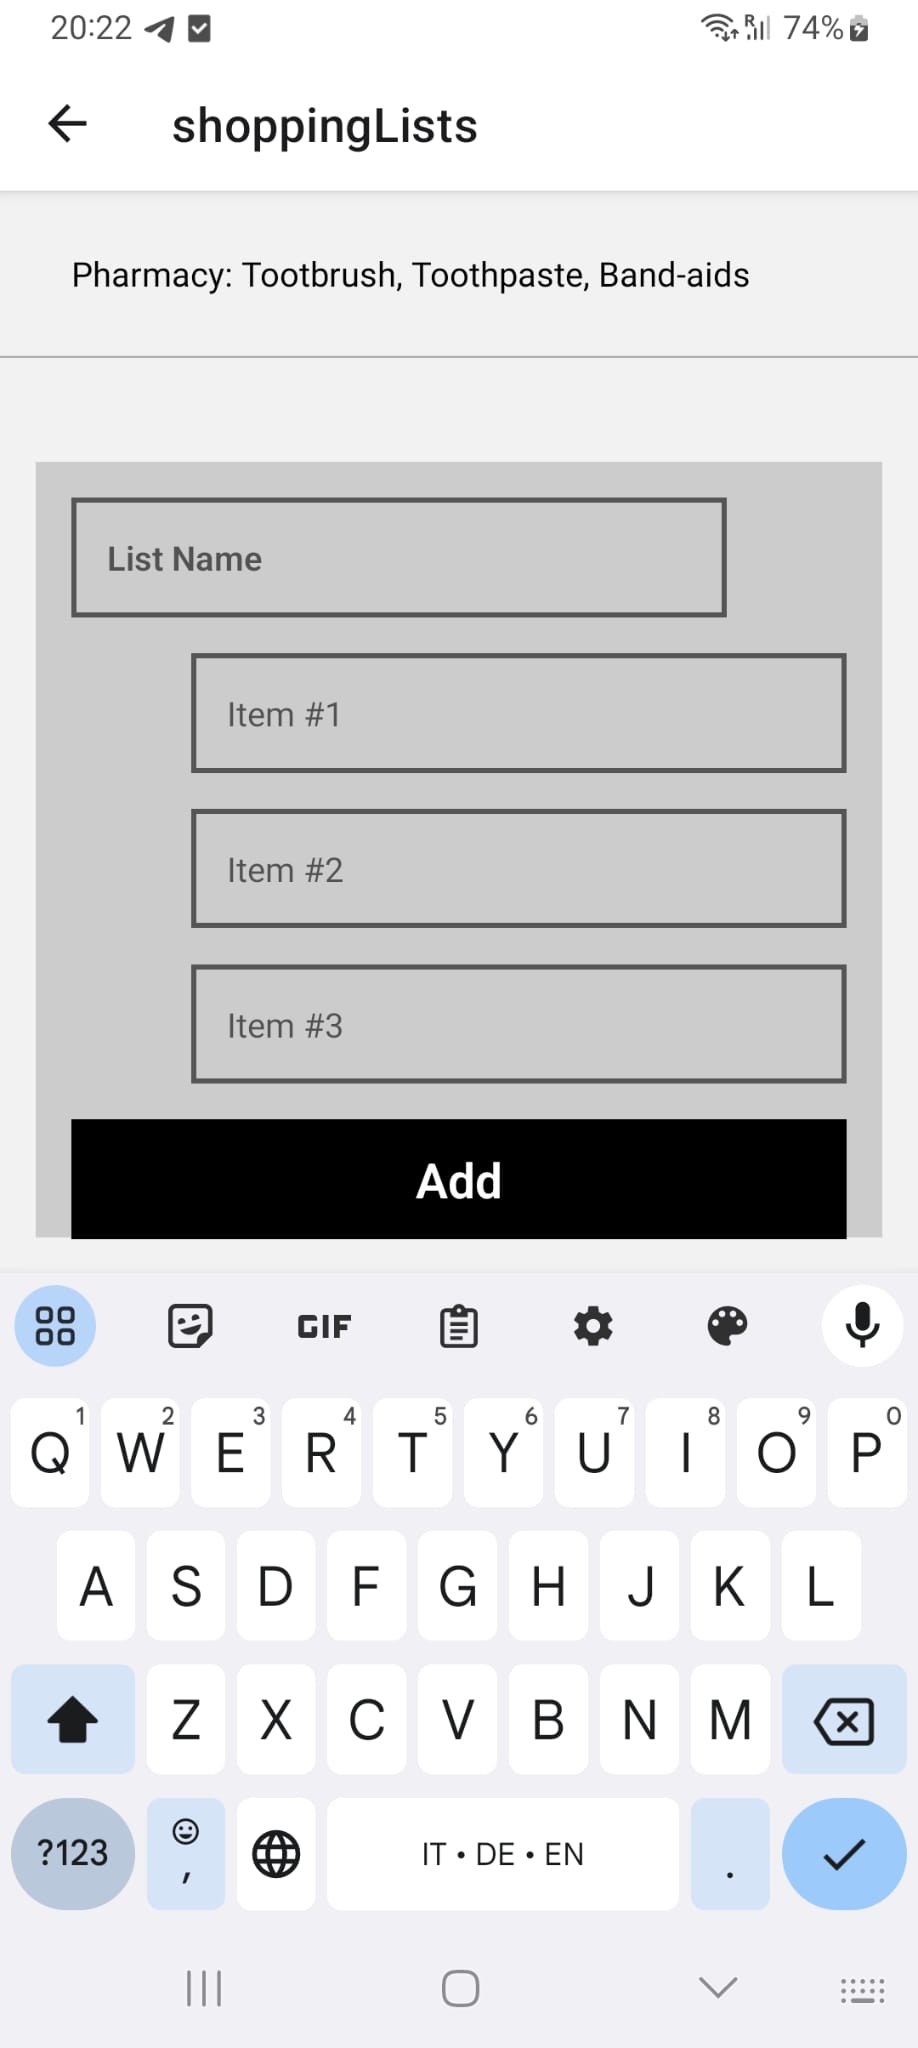 20:22 R 74%
shoppingLists
Pharmacy: Tootbrush, Toothpaste, Band-aids
List Name
Item #1
Item #2
Item #3
Add
GIF
Q 1 W 2 E 3 R 4 T 5 Y 6 U 7 I 8 O 9 P 0
A S D F G H J K L
Z X C V B N M
?123 , IT • DE • EN .